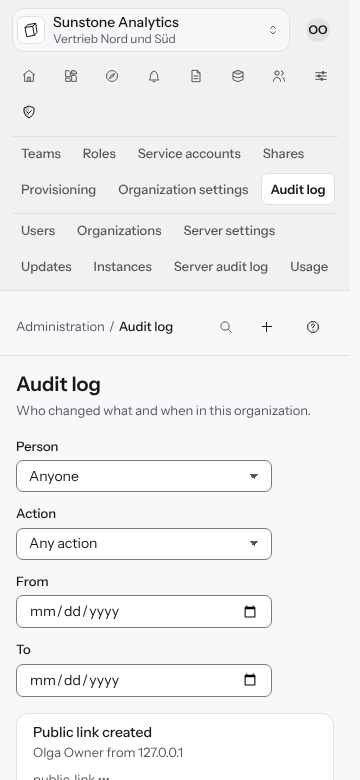 Sunstone Analytics
Vertrieb Nord und Süd
OO
Teams Roles Service accounts Shares
Provisioning Organization settings Audit log
Users Organizations Server settings
Updates Instances Server audit log Usage
Administration / Audit log
Audit log
Who changed what and when in this organization.
Person
Anyone
Action
Any action
From
mm/dd/yyyy
To
mm/dd/yyyy
Public link created
Olga Owner from 127.0.0.1
public-link •••